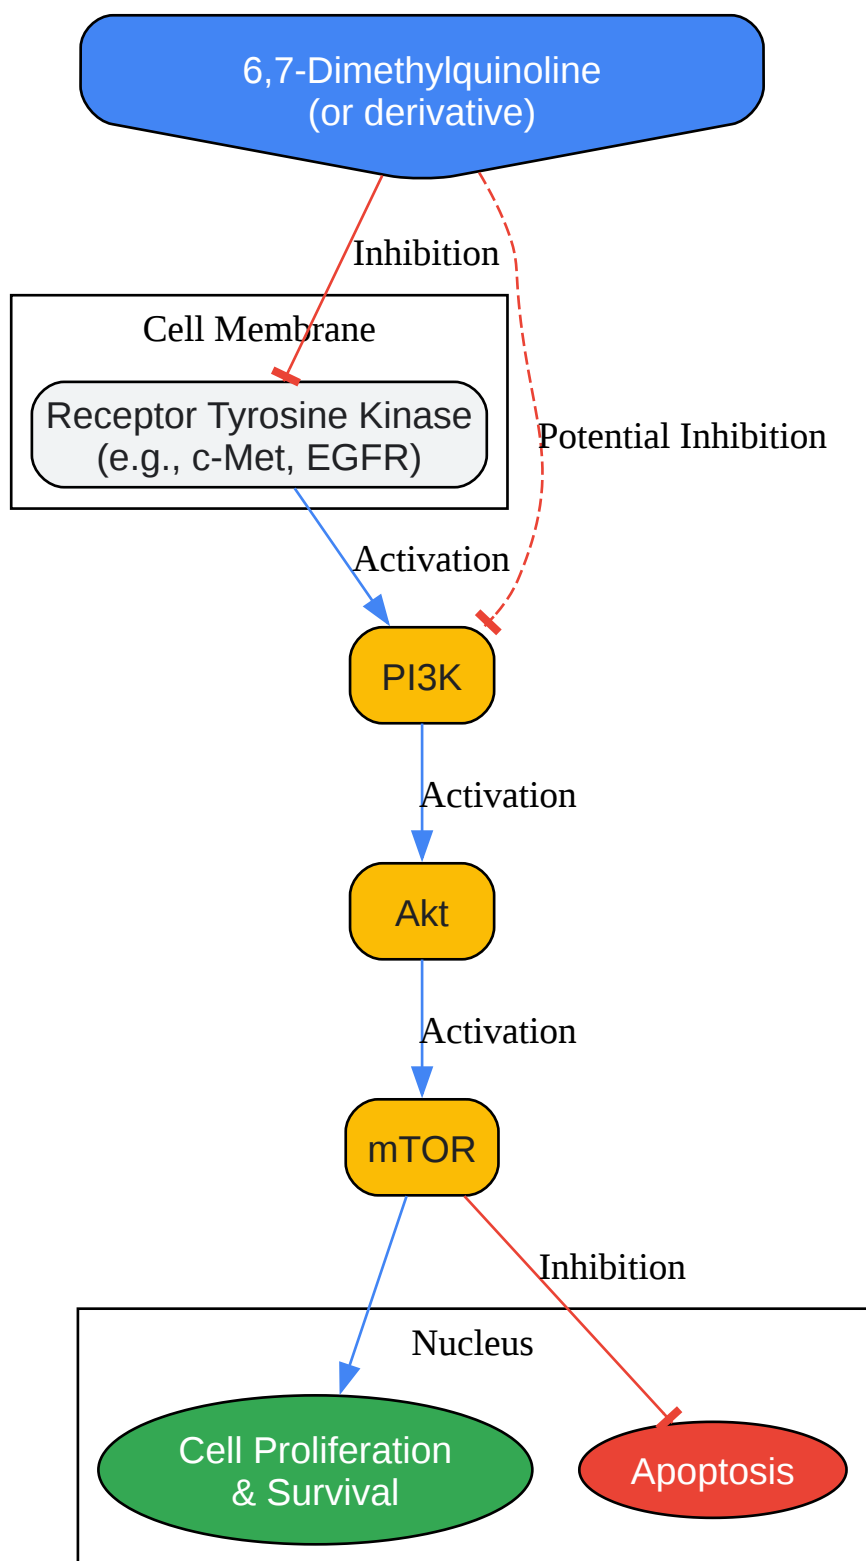 6,7-Dimethylquinoline
(or derivative)
Inhibition
Cell Membrane
Receptor Tyrosine Kinase
(e.g., c-Met, EGFR)
Potential Inhibition
Activation
PI3K
Activation
Akt
Activation
mTOR
Inhibition
Nucleus
Cell Proliferation
& Survival
Apoptosis